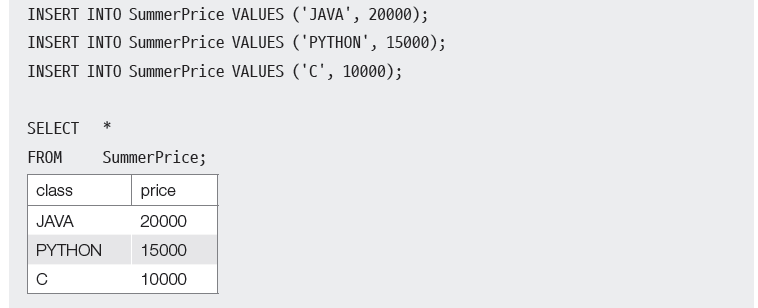 INSERT INTO SummerPrice VALUES ('JAVA', 20000);
INSERT INTO SummerPrice VALUES ('PYTHON', 15000);
INSERT INTO SummerPrice VALUES ('C', 10000);
SELECT *
FROM SummerPrice;
class price
JAVA 20000
PYTHON 15000
C 10000